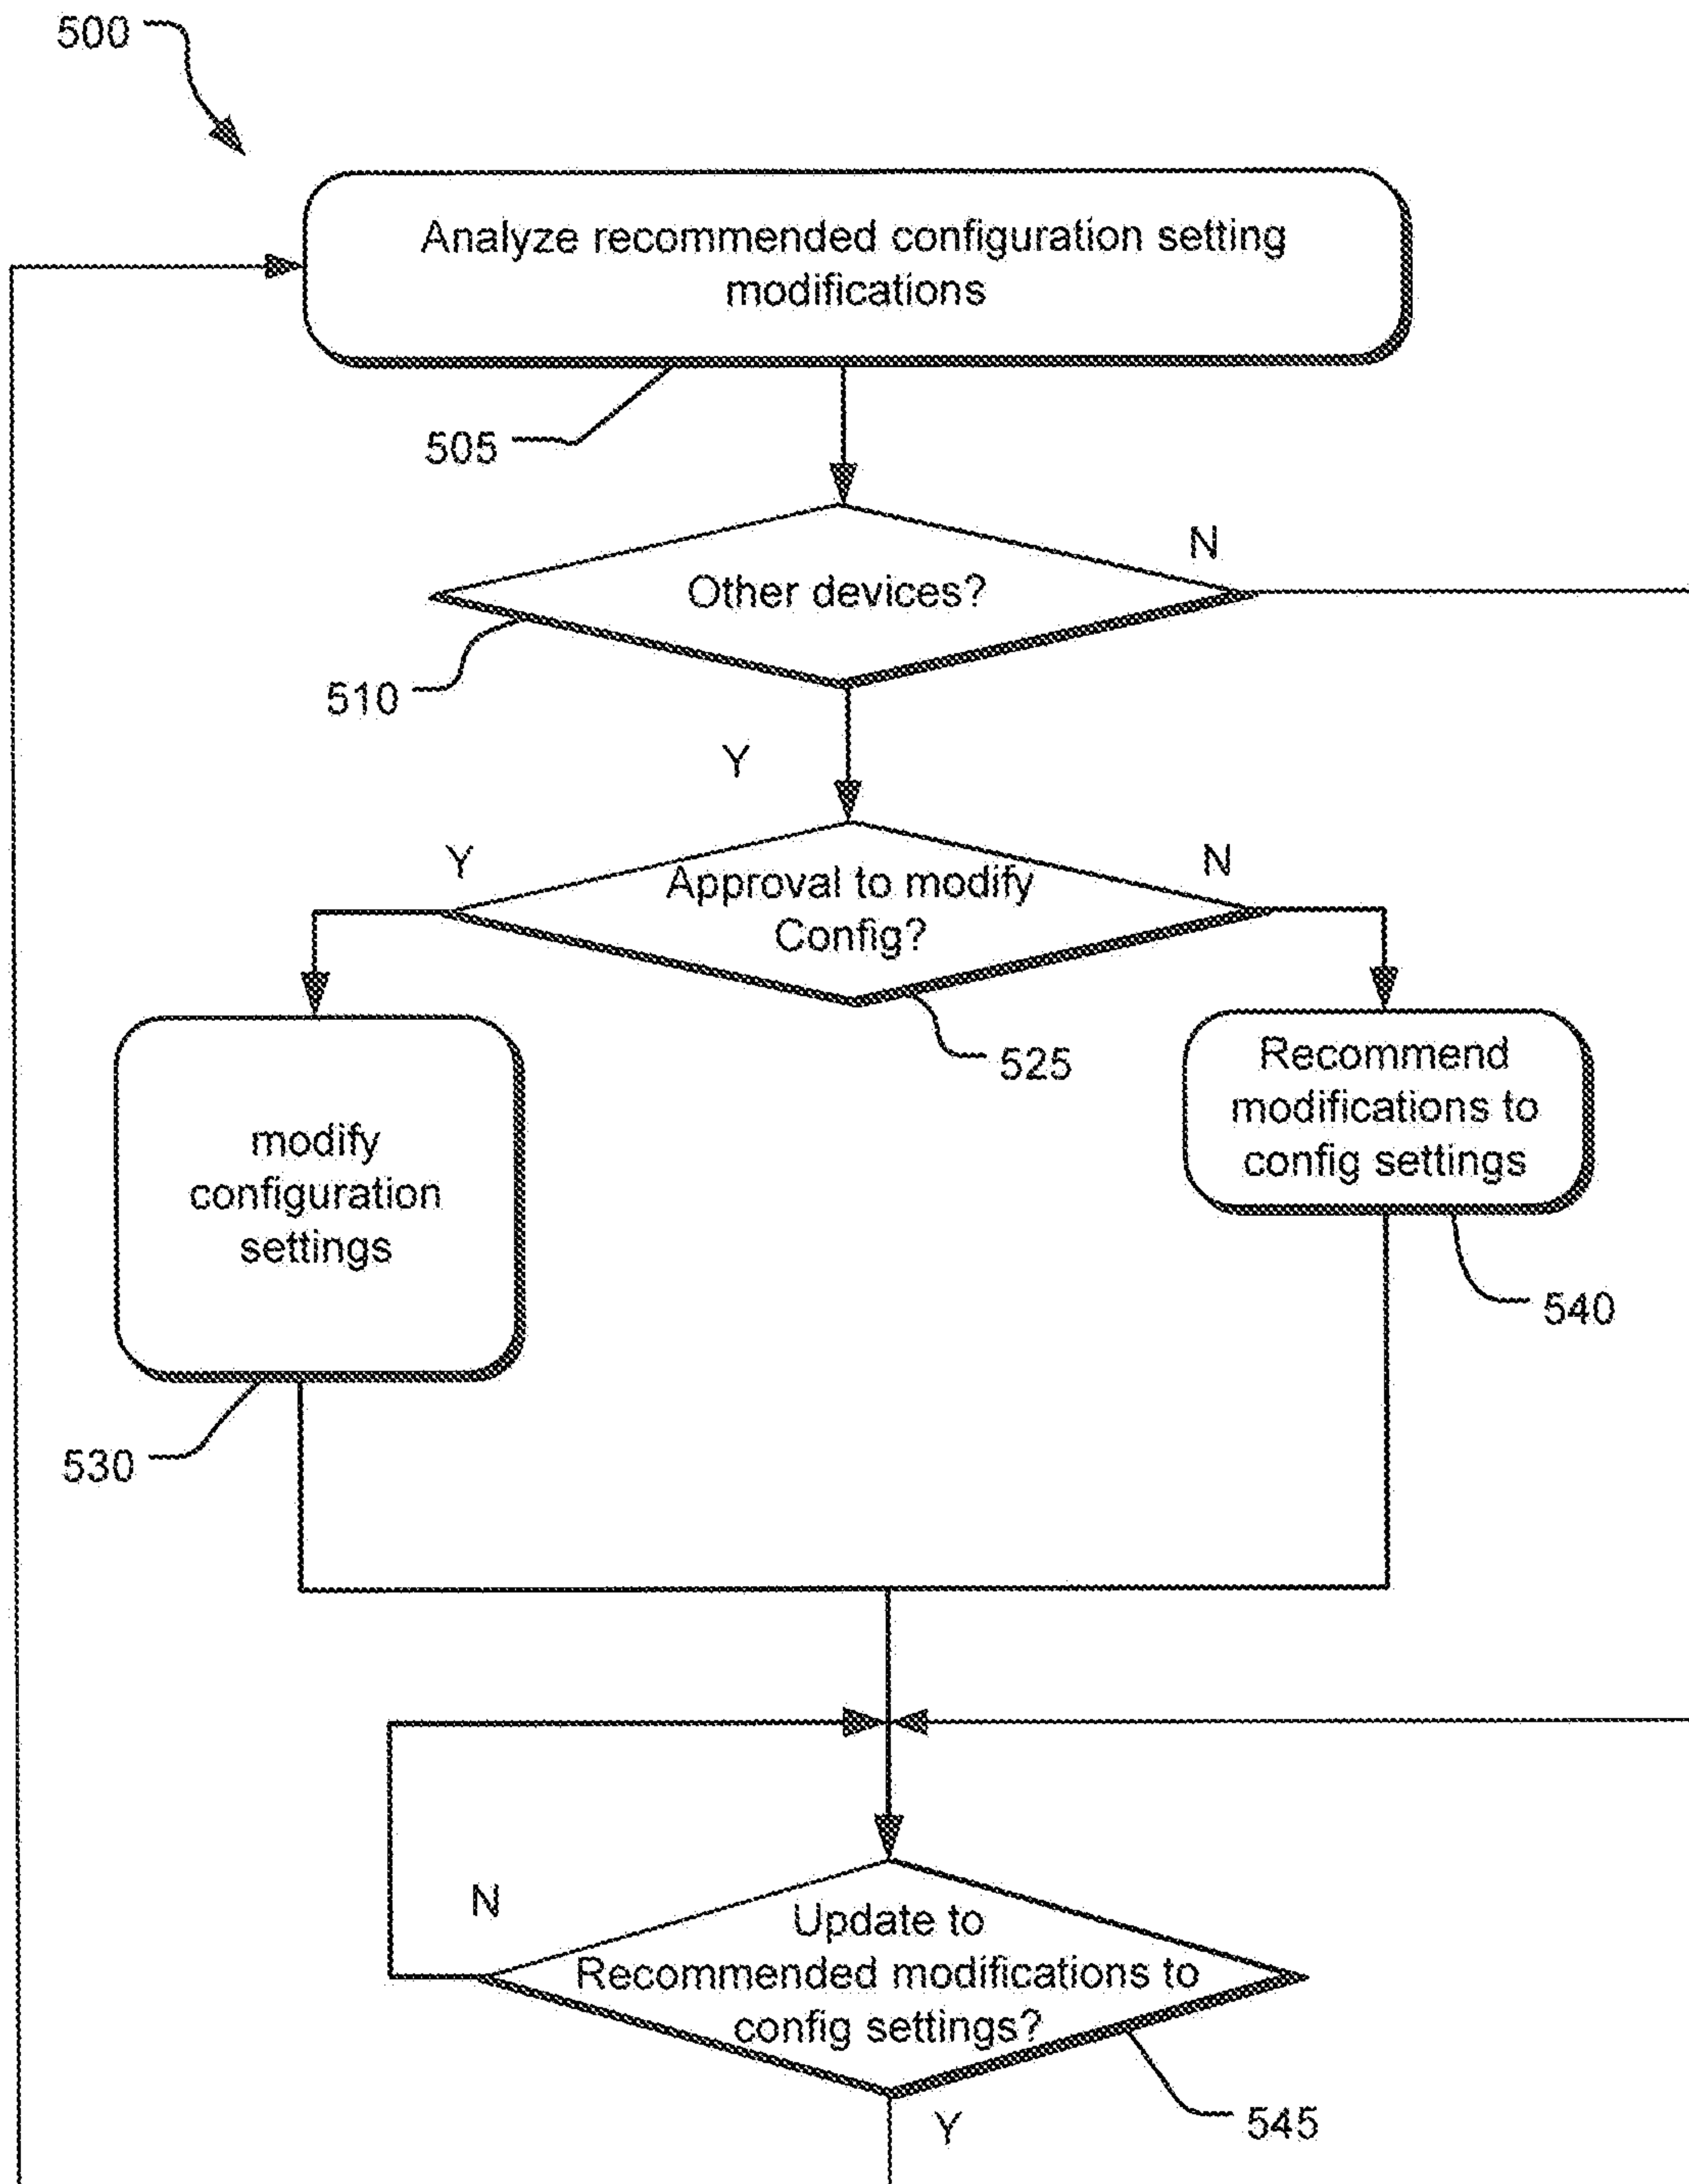 500
Analyze recommended configuration setting
modifications
505
N
Other devices?
510
Y
Y
N
Approval to modify
Config?
525
Recommend
modifications to
config settings
modify
configuration
settings
540
530
N
Update to
Recommended modifications to
config settings?
Y
545